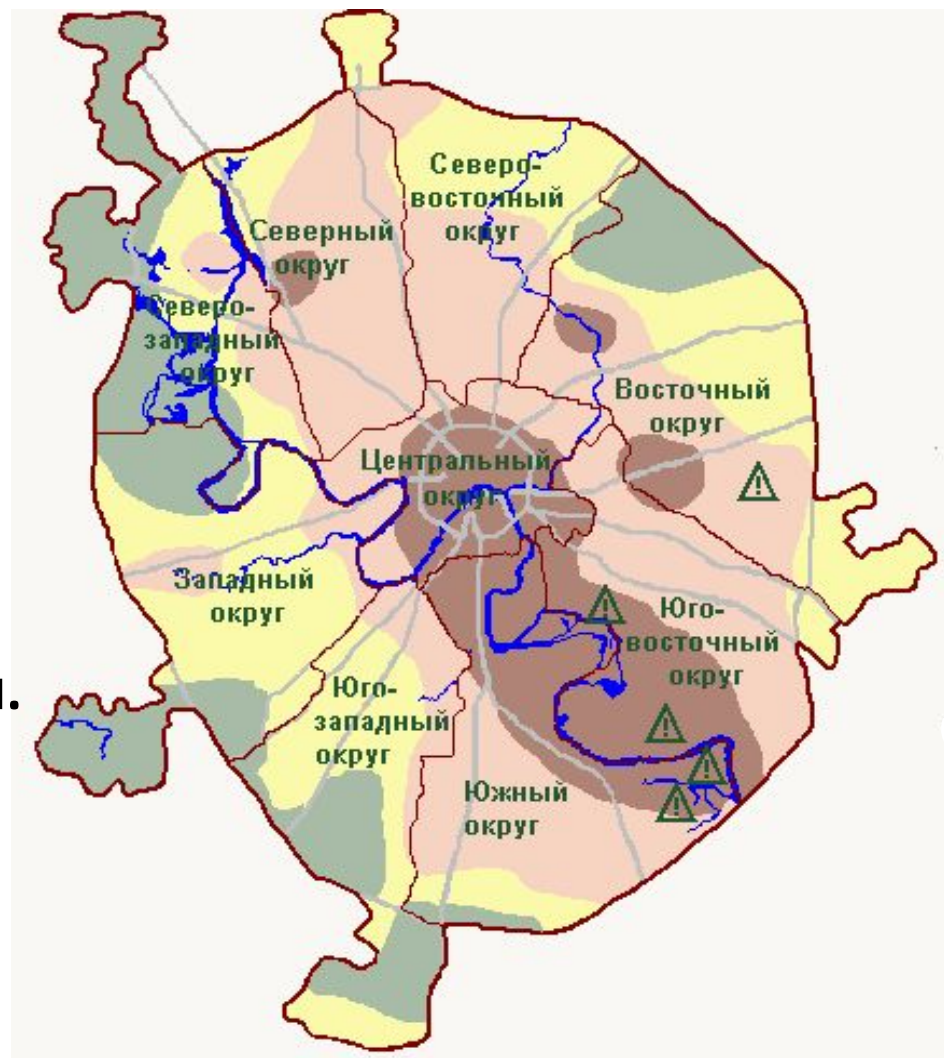 Северо-
восточный
округ
Северный
округ
Северо-
западный
округ
Восточный
округ
Центральный
округ
Западный
округ
Юго-
восточный
округ
Юго-
западный
округ
Южный
округ